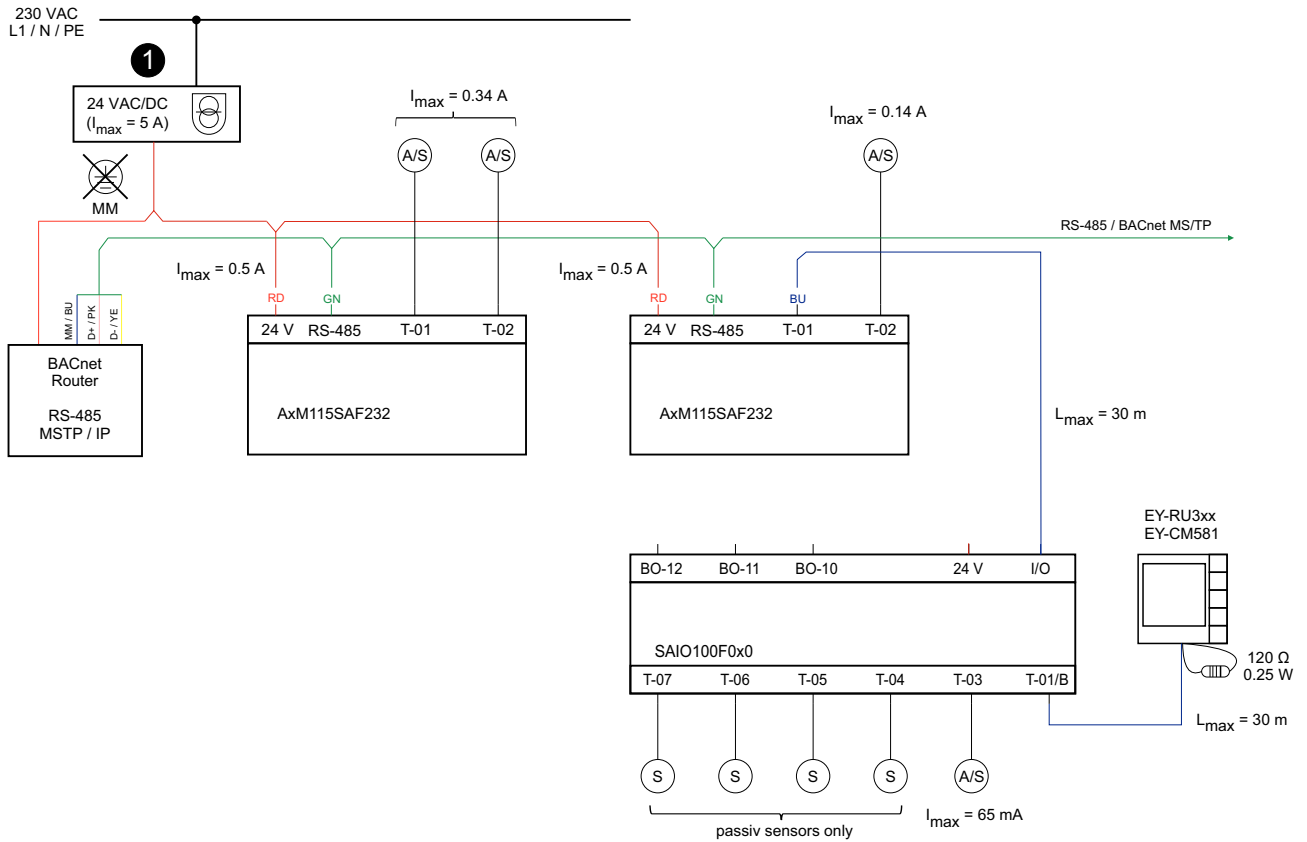 230 VAC
L1 / N / PE
1
24 VAC/DC
(Imax = 5 A)
MM
Imax = 0.34 A
A/S
A/S
Imax = 0.14 A
A/S
RS-485 / BACnet MS/TP
Imax = 0.5 A
Imax = 0.5 A
RD
GN
RD
GN
BU
MM / BU
D+ / PK
D- / YE
24 V
RS-485
T-01
T-02
AxM115SAF232
24 V
RS-485
T-01
T-02
AxM115SAF232
BACnet
Router
RS-485
MSTP / IP
Lmax = 30 m
BO-12
BO-11
BO-10
24 V
I/O
SAIO100F0x0
T-07
T-06
T-05
T-04
T-03
T-01/B
EY-RU3xx
EY-CM581
120 Ω
0.25 W
Lmax = 30 m
S
S
S
S
A/S
passiv sensors only
Imax = 65 mA